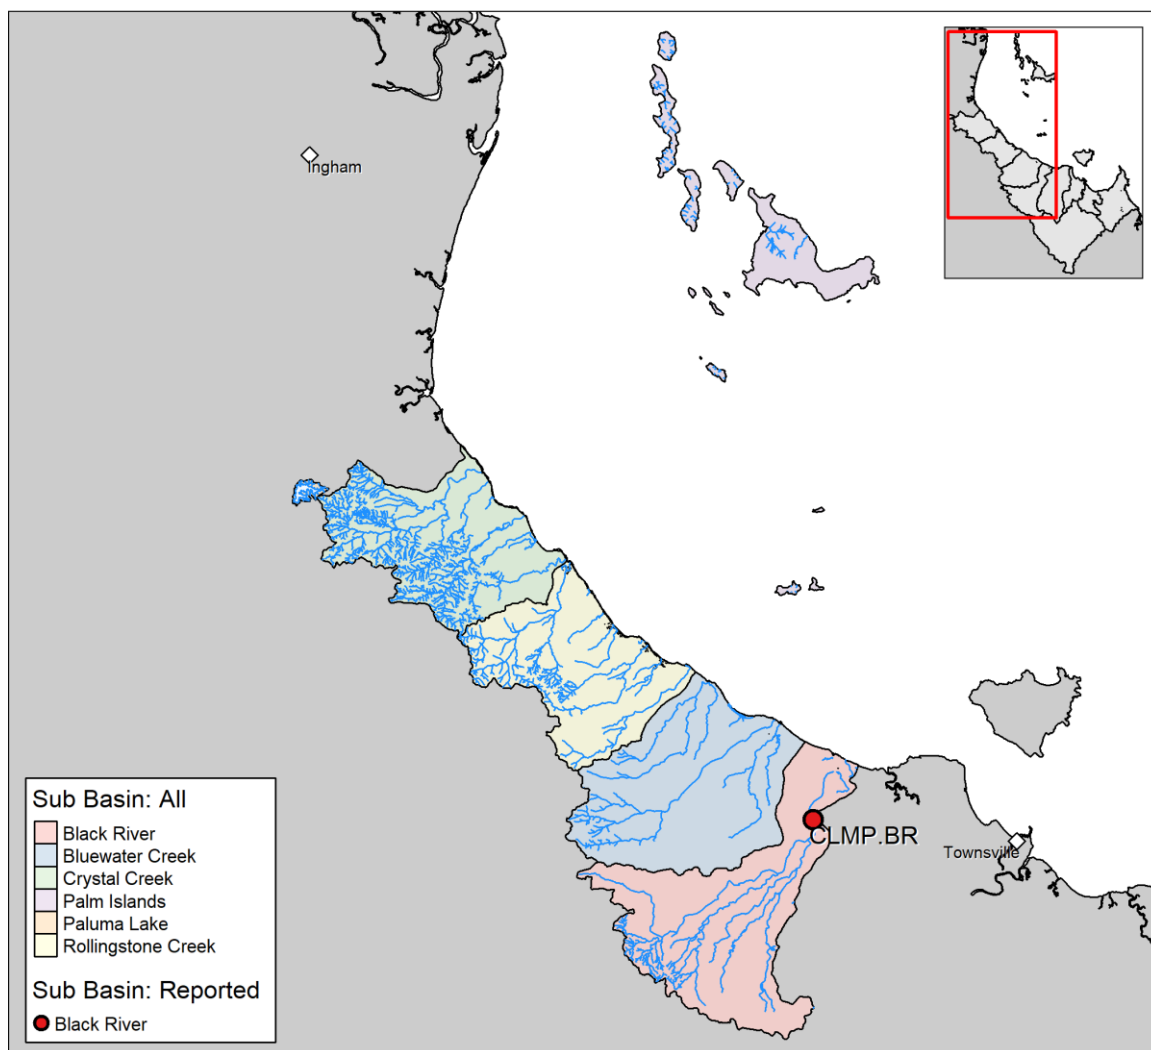 Ingham
CLMP.BR
Townsville
Sub Basin: All
Black River
Bluewater Creek
Crystal Creek
Palm Islands
Paluma Lake
Rollingstone Creek
Sub Basin: Reported
Black River